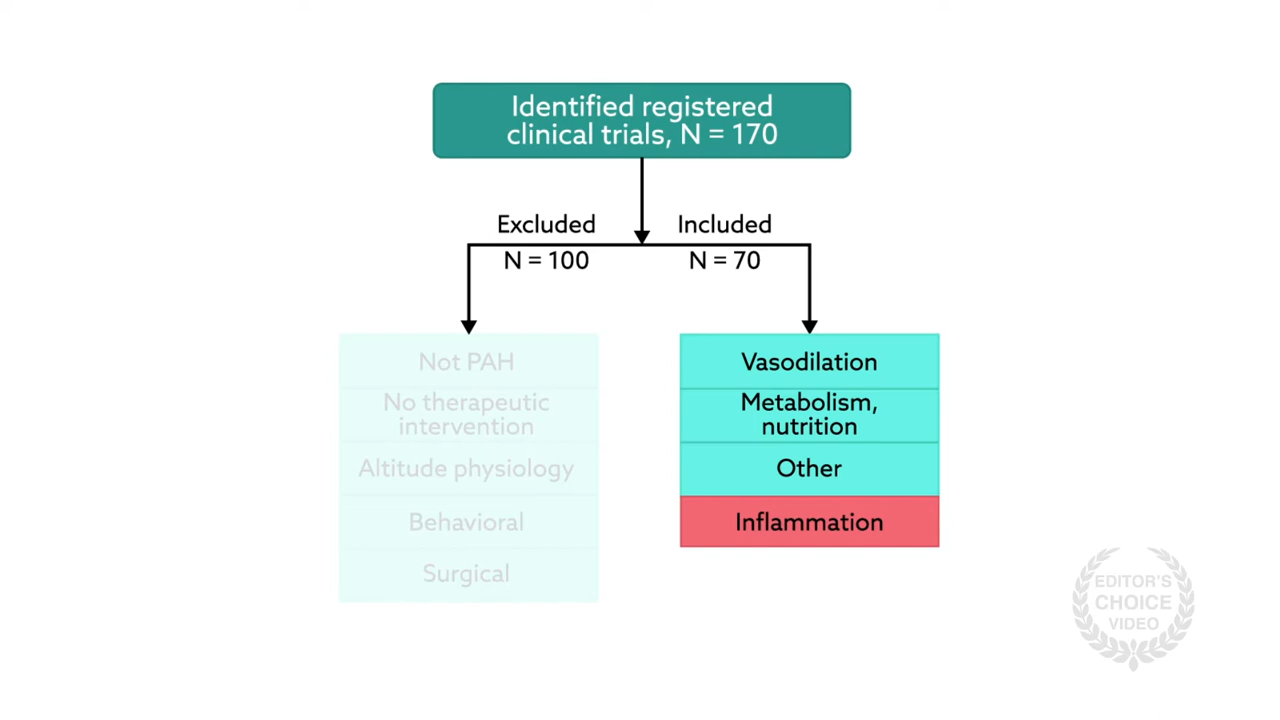 Identified registered
clinical trials, N = 170
Excluded
Included
N = 100
N = 70
Not PAH
No therapeutic
intervention
Altitude physiology
Behavioral
Surgical
Vasodilation
Metabolism,
nutrition
Other
Inflammation
EDITOR'S
CHOICE
VIDEO